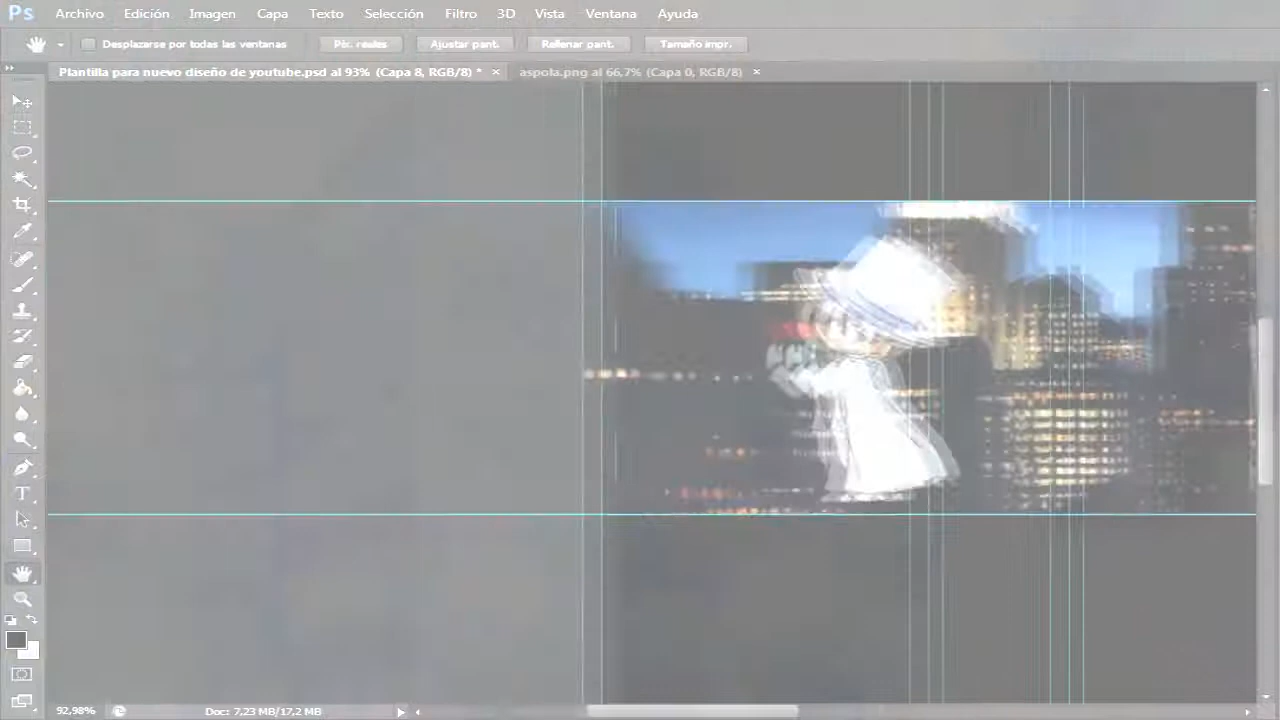 Ps Archivo Edición Imagen Capa Texto Selección Filtro 3D Vista Ventana Ayuda
Desplazarse por todas las ventanas Píx. reales Ajustar pant. Rellenar pant. Tamaño impr.
Plantilla para nuevo diseño de youtube.psd al 93% (Capa 8, RGB/8) * × aspola.png al 66,7% (Capa 0, RGB/8) ×
T
92,98% Doc: 7,23 MB/17,2 MB